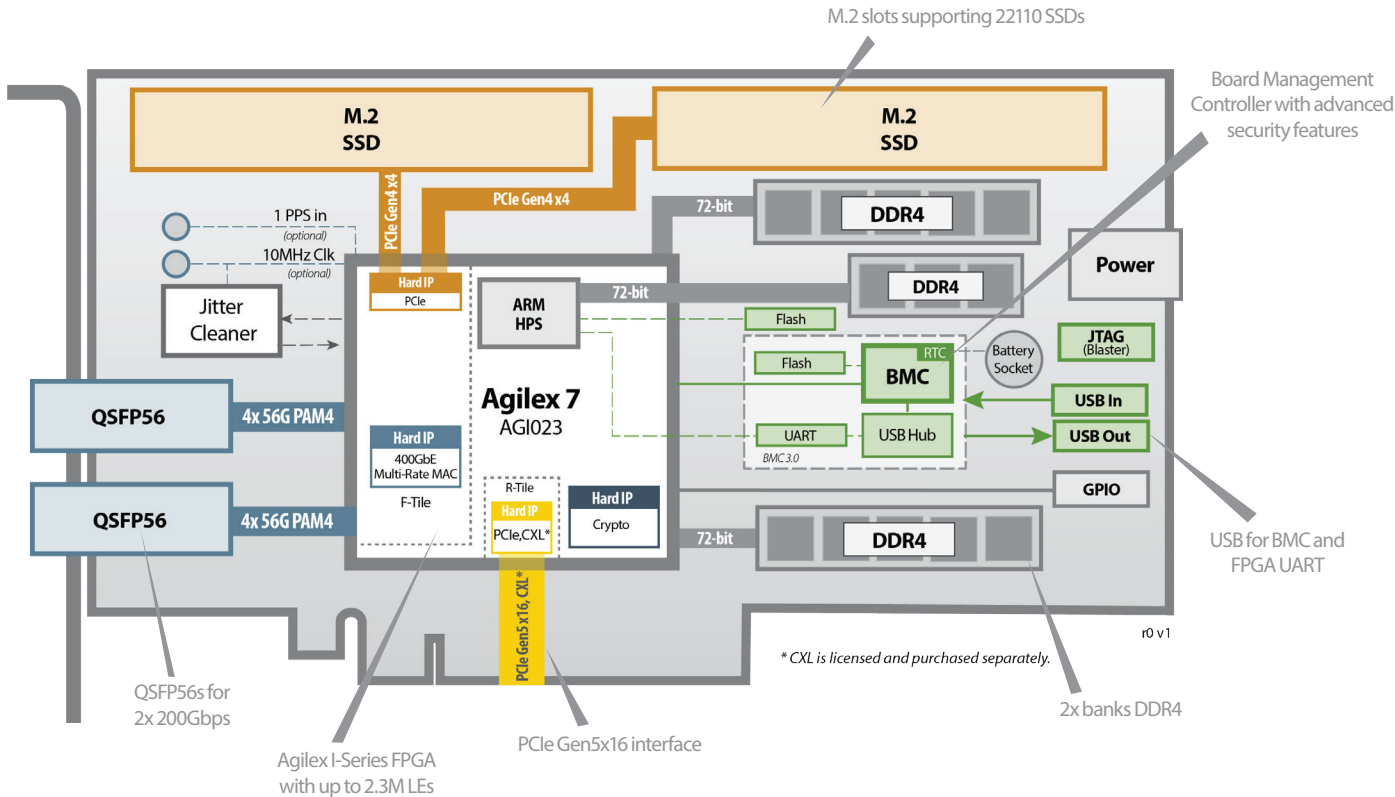 M.2 slots supporting 22110 SSDs
Board Management
Controller with advanced
security features
M.2
SSD
M.2
SSD
PCIe Gen4 x4
PCIe Gen4 x4
72-bit
DDR4
1 PPS in
(optional)
10MHz Clk
(optional)
Jitter
Cleaner
Hard IP
PCIe
ARM
HPS
72-bit
DDR4
Power
Flash
Flash
RTC
BMC
Battery
Socket
JTAG
(Blaster)
USB In
USB Out
UART
USB Hub
BMC 3.0
GPIO
QSFP56
4x 56G PAM4
Agilex 7
AGI023
Hard IP
400GbE
Multi-Rate MAC
F-Tile
R-Tile
Hard IP
PCIe,CXL*
Hard IP
Crypto
QSFP56
4x 56G PAM4
72-bit
DDR4
USB for BMC and
FPGA UART
PCIe Gen5 x16, CXL*
r0 v1
* CXL is licensed and purchased separately.
QSFP56s for
2x 200Gbps
2x banks DDR4
PCIe Gen5x16 interface
Agilex I-Series FPGA
with up to 2.3M LEs